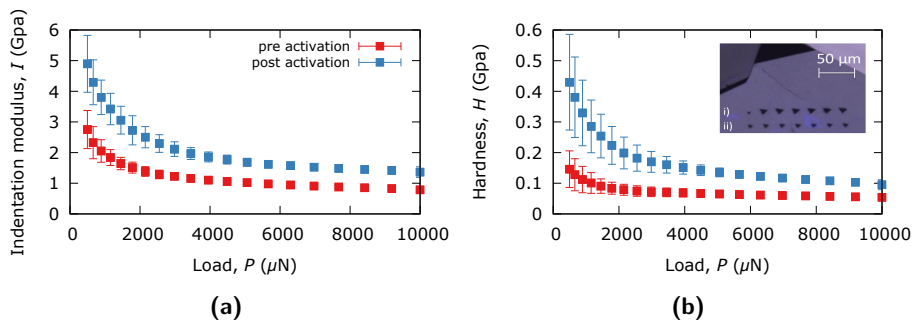 6
5
4
3
2
1
0
Indentation modulus, I (Gpa)
pre activation
post activation
0 2000 4000 6000 8000 10000
Load, P (μN)
(a)
0.6
0.5
0.4
0.3
0.2
0.1
0
Hardness, H (Gpa)
50 μm
i)
ii)
0 2000 4000 6000 8000 10000
Load, P (μN)
(b)